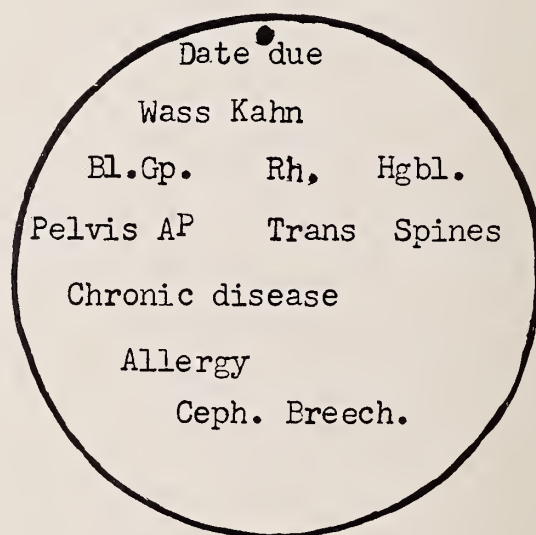 Date due
Wass Kahn
Bl.Gp. Rh, Hgbl.
Pelvis AP Trans Spines
Chronic disease
Allergy
Ceph. Breech.